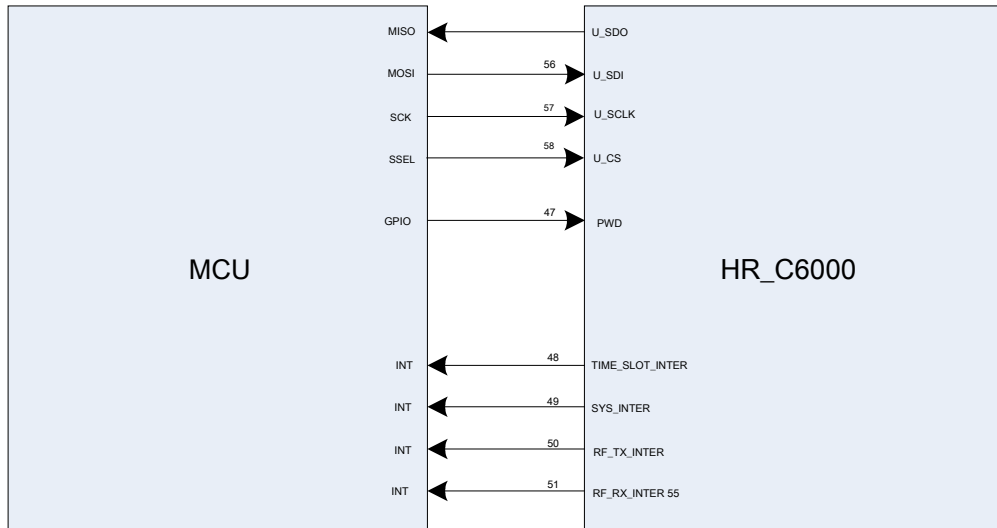 MISO U_SDO
MOSI 56 U_SDI
SCK 57 U_SCLK
SSEL 58 U_CS
GPIO 47 PWD
MCU HR_C6000
INT 48 TIME_SLOT_INTER
INT 49 SYS_INTER
INT 50 RF_TX_INTER
INT 51 RF_RX_INTER 55